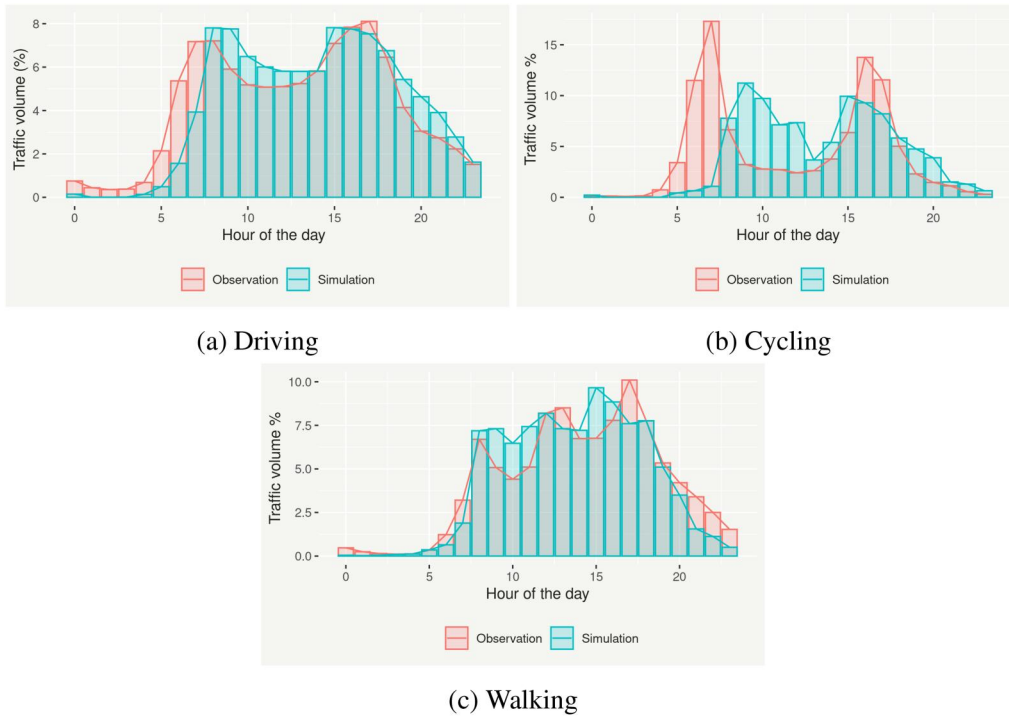 Traffic volume (%)
8
6
4
2
0
0 5 10 15 20
Hour of the day
Observation Simulation
(a) Driving
Traffic volume %
15
10
5
0
0 5 10 15 20
Hour of the day
Observation Simulation
(b) Cycling
Traffic volume %
10.0
7.5
5.0
2.5
0.0
0 5 10 15 20
Hour of the day
Observation Simulation
(c) Walking